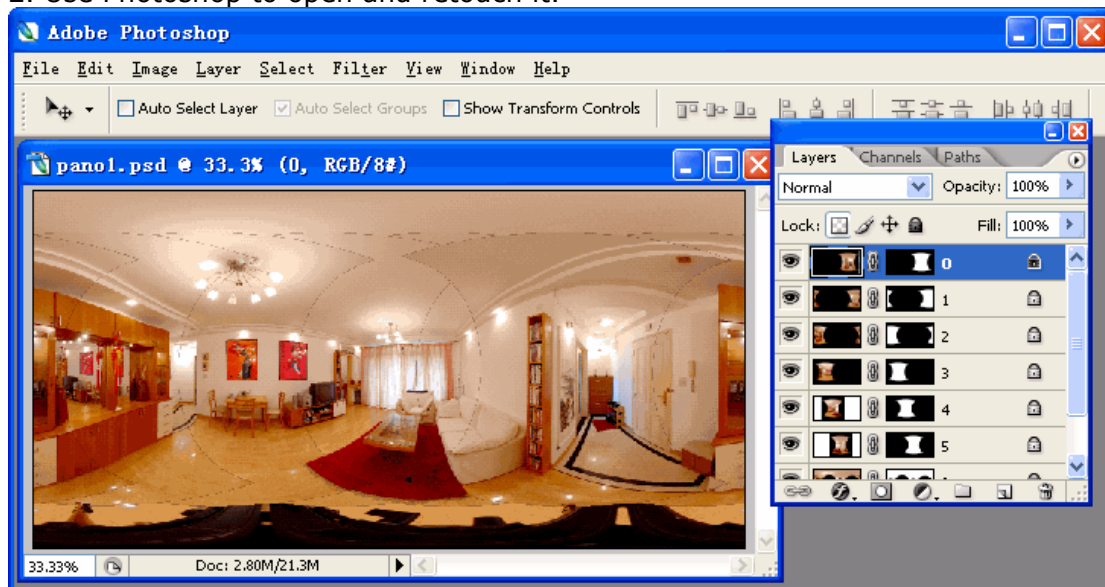 Adobe Photoshop
File Edit Image Layer Select Filter View Window Help
Auto Select Layer Auto Select Groups Show Transform Controls
pano1.psd @ 33.3% (0, RGB/8#)
Layers Channels Paths
Normal Opacity: 100%
Lock: Fill: 100%
0
1
2
3
4
5
33.33% Doc: 2.80M/21.3M